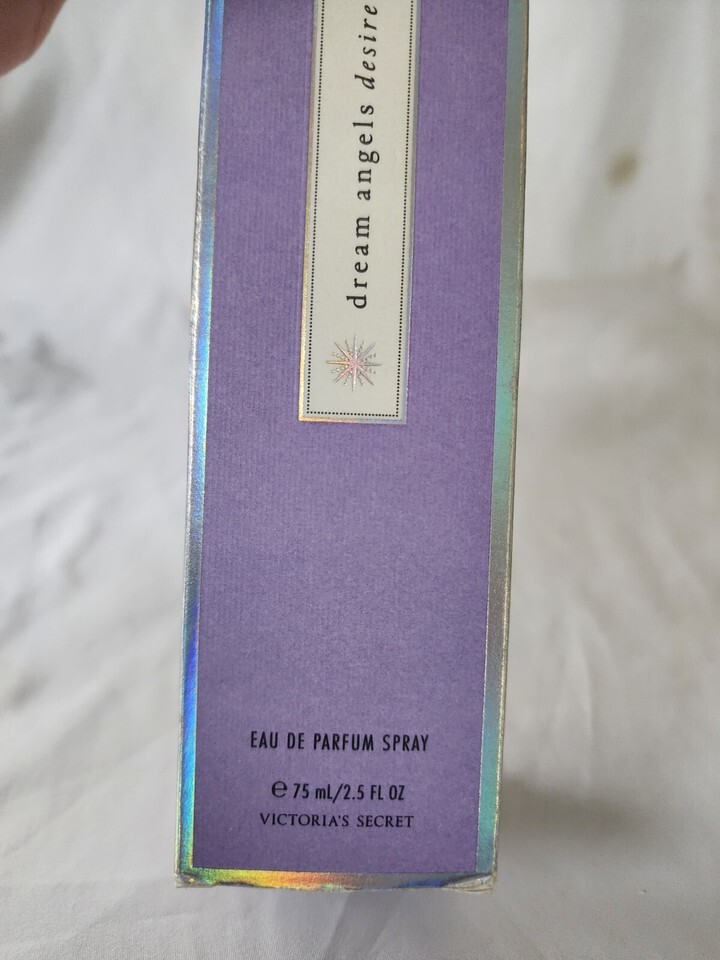 dream angels desire
EAU DE PARFUM SPRAY
℮ 75 mL/2.5 FL OZ
VICTORIA'S SECRET